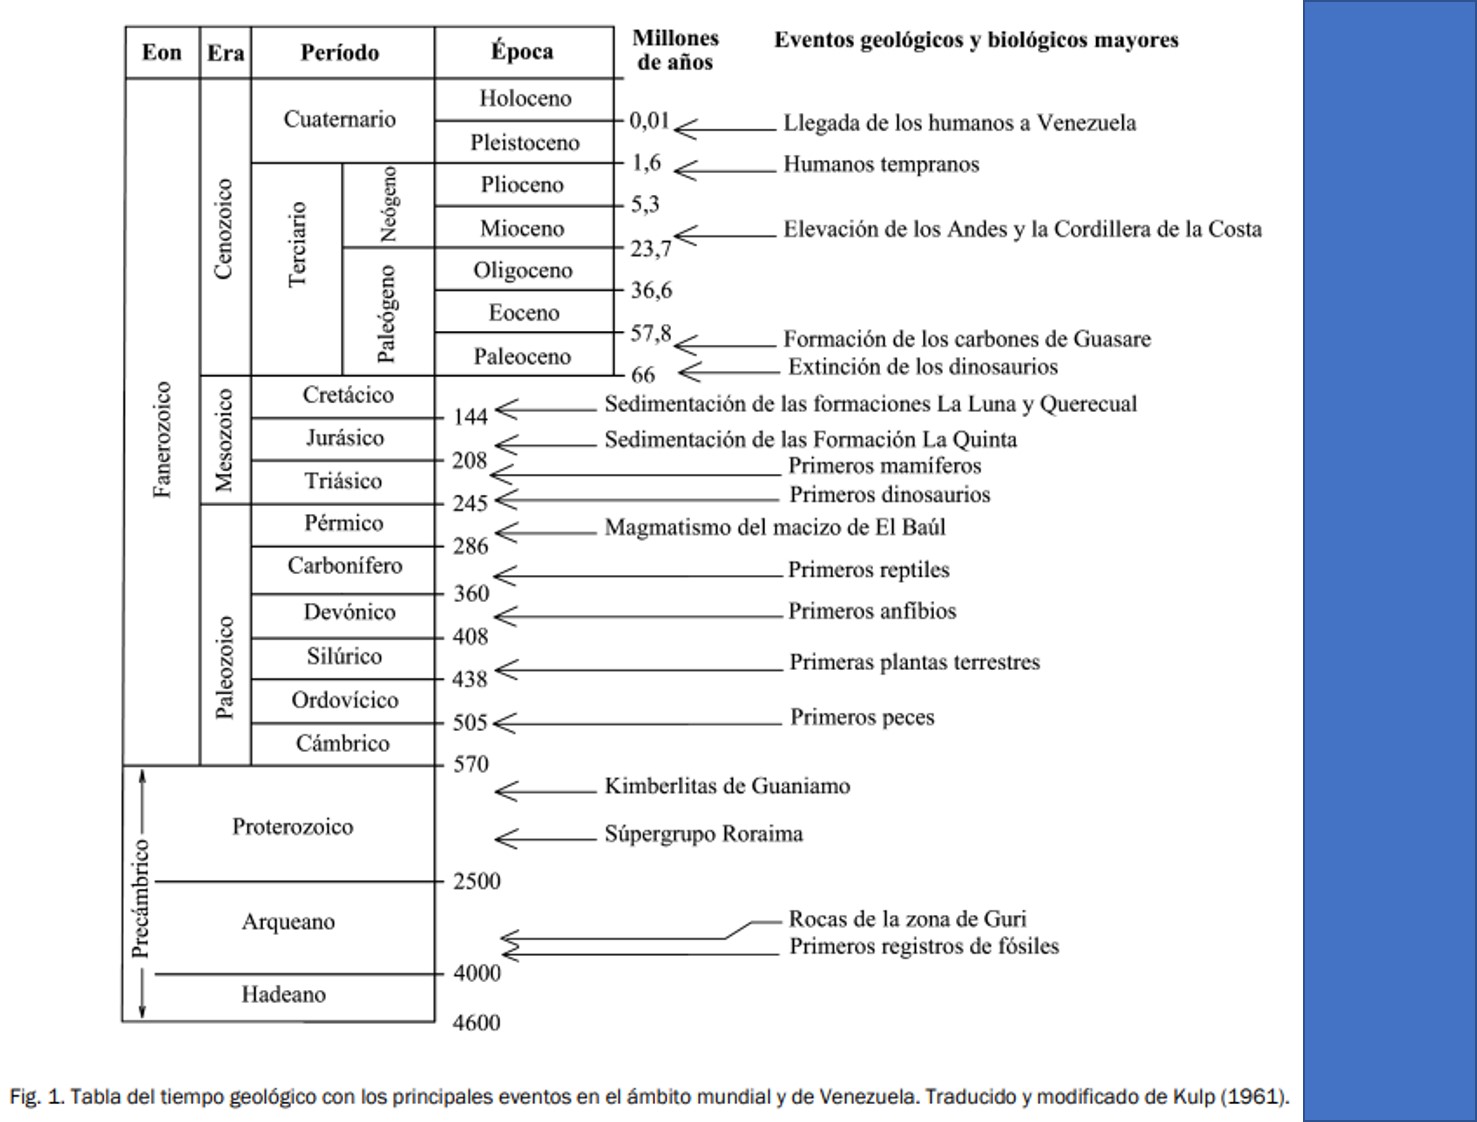 Eon Era Período Época Millones de años Eventos geológicos y biológicos mayores
Fanerozoico
Cenozoico
Cuaternario
Holoceno
0,01 Llegada de los humanos a Venezuela
Pleistoceno
1,6 Humanos tempranos
Terciario
Neógeno
Plioceno
5,3
Mioceno
Elevación de los Andes y la Cordillera de la Costa
23,7
Paleógeno
Oligoceno
36,6
Eoceno
57,8 Formación de los carbones de Guasare
Paleoceno
Extinción de los dinosaurios
66
Mesozoico
Cretácico
Sedimentación de las formaciones La Luna y Querecual
144
Jurásico
Sedimentación de las Formación La Quinta
208
Primeros mamíferos
Triásico
Primeros dinosaurios
245
Paleozoico
Pérmico
Magmatismo del macizo de El Baúl
286
Carbonífero
Primeros reptiles
360
Devónico
Primeros anfíbios
408
Silúrico
Primeras plantas terrestres
438
Ordovícico
505 Primeros peces
Cámbrico
570
Precámbrico
Kimberlitas de Guaniamo
Proterozoico
Súpergrupo Roraima
2500
Arqueano
Rocas de la zona de Guri
Primeros registros de fósiles
4000
Hadeano
4600
Fig. 1. Tabla del tiempo geológico con los principales eventos en el ámbito mundial y de Venezuela. Traducido y modificado de Kulp (1961).